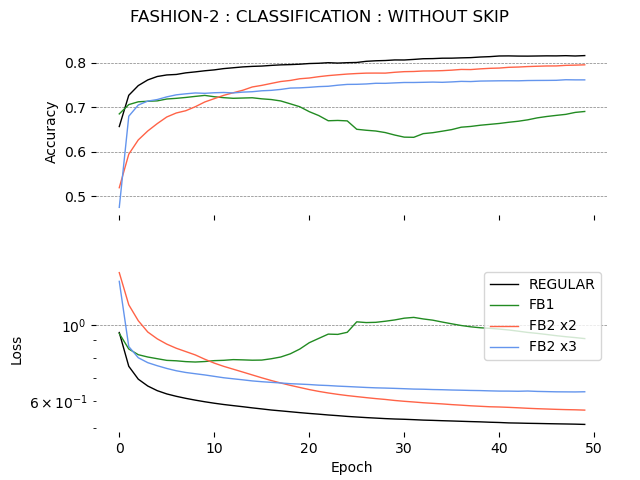 FASHION-2 : CLASSIFICATION : WITHOUT SKIP
Accuracy
0.8
0.7
0.6
0.5
Loss
10⁰
6 × 10⁻¹
REGULAR
FB1
FB2 x2
FB2 x3
0
10
20
30
40
50
Epoch